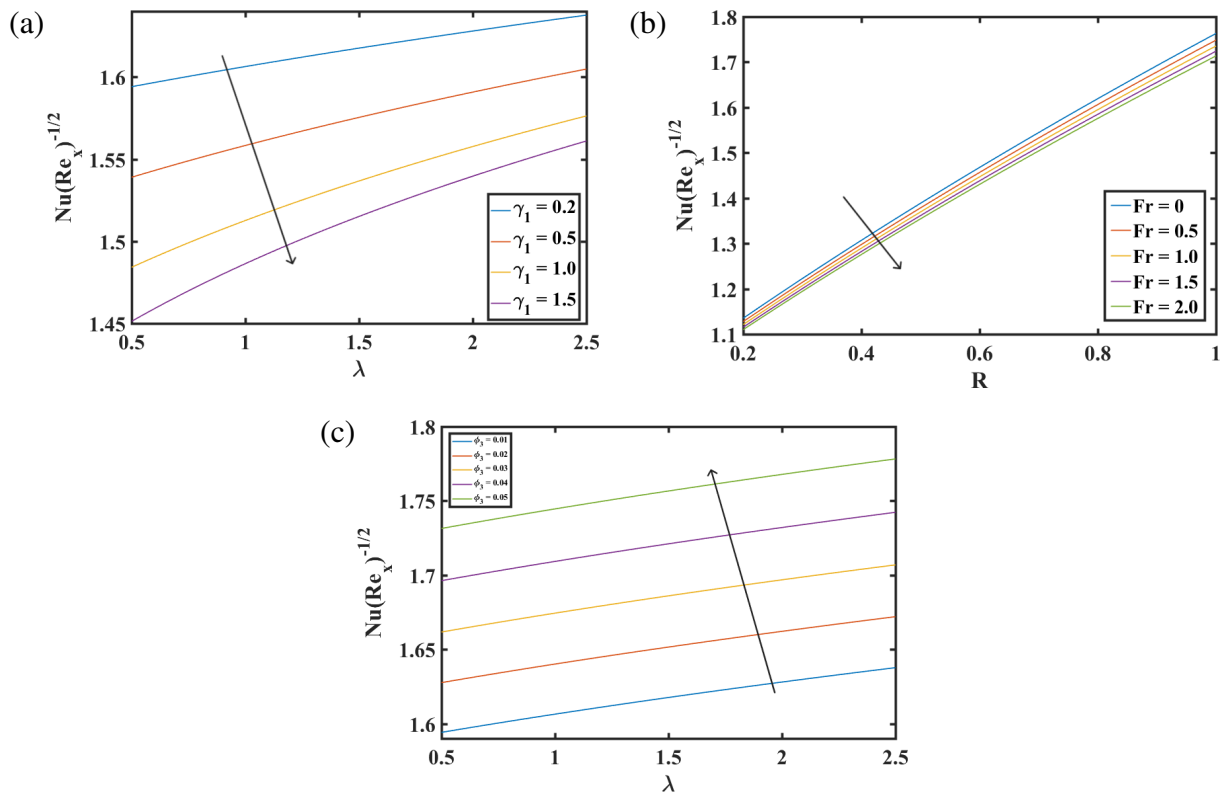 (a)
Nu(Re_x)^-1/2
1.6
1.55
1.5
1.45
0.5 1 1.5 2 2.5
λ
γ_1 = 0.2
γ_1 = 0.5
γ_1 = 1.0
γ_1 = 1.5
(b)
Nu(Re_x)^-1/2
1.8
1.7
1.6
1.5
1.4
1.3
1.2
1.1
0.2 0.4 0.6 0.8 1
R
Fr = 0
Fr = 0.5
Fr = 1.0
Fr = 1.5
Fr = 2.0
(c)
Nu(Re_x)^-1/2
1.8
1.75
1.7
1.65
1.6
0.5 1 1.5 2 2.5
λ
ϕ_3 = 0.01
ϕ_3 = 0.02
ϕ_3 = 0.03
ϕ_3 = 0.04
ϕ_3 = 0.05